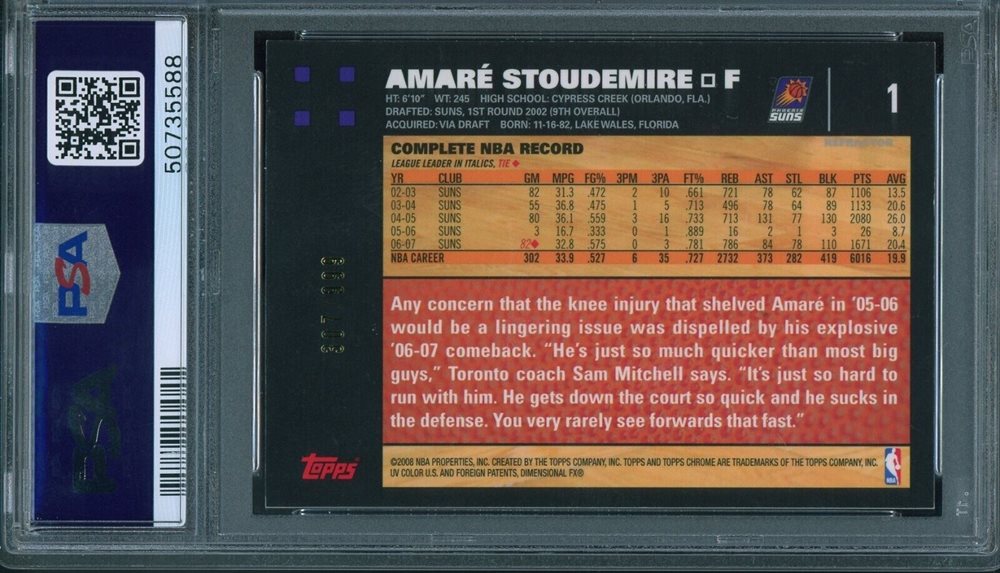 50735588
PSA
AMARÉ STOUDEMIRE F
HT: 6'10" WT: 245 HIGH SCHOOL: CYPRESS CREEK (ORLANDO, FLA.)
DRAFTED: SUNS, 1ST ROUND 2002 (9TH OVERALL)
ACQUIRED: VIA DRAFT BORN: 11-16-82, LAKE WALES, FLORIDA
PHOENIX
SUNS
1
REFRACTOR
COMPLETE NBA RECORD
LEAGUE LEADER IN ITALICS, TIE ◆
YR CLUB GM MPG FG% 3PM 3PA FT% REB AST STL BLK PTS AVG
02-03 SUNS 82 31.3 .472 2 10 .661 721 78 62 87 1106 13.5
03-04 SUNS 55 36.8 .475 1 5 .713 496 78 64 89 1133 20.6
04-05 SUNS 80 36.1 .559 3 16 .733 713 131 77 130 2080 26.0
05-06 SUNS 3 16.7 .333 0 1 .889 16 2 1 3 26 8.7
06-07 SUNS 82◆ 32.8 .575 0 3 .781 786 84 78 110 1671 20.4
NBA CAREER 302 33.9 .527 6 35 .727 2732 373 282 419 6016 19.9
Any concern that the knee injury that shelved Amaré in '05-06
would be a lingering issue was dispelled by his explosive
'06-07 comeback. "He's just so much quicker than most big
guys," Toronto coach Sam Mitchell says. "It's just so hard to
run with him. He gets down the court so quick and he sucks in
the defense. You very rarely see forwards that fast."
Topps
©2008 NBA PROPERTIES, INC. CREATED BY THE TOPPS COMPANY, INC. TOPPS AND TOPPS CHROME ARE TRADEMARKS OF THE TOPPS COMPANY, INC.
UV COLOR U.S. AND FOREIGN PATENTS, DIMENSIONAL FX®
NBA